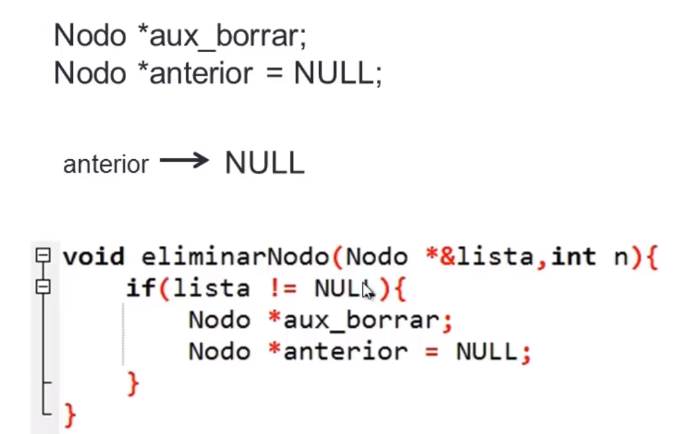 Nodo *aux_borrar;
Nodo *anterior = NULL;
anterior → NULL
void eliminarNodo(Nodo *&lista,int n){
if(lista != NULL){
Nodo *aux_borrar;
Nodo *anterior = NULL;
}
}